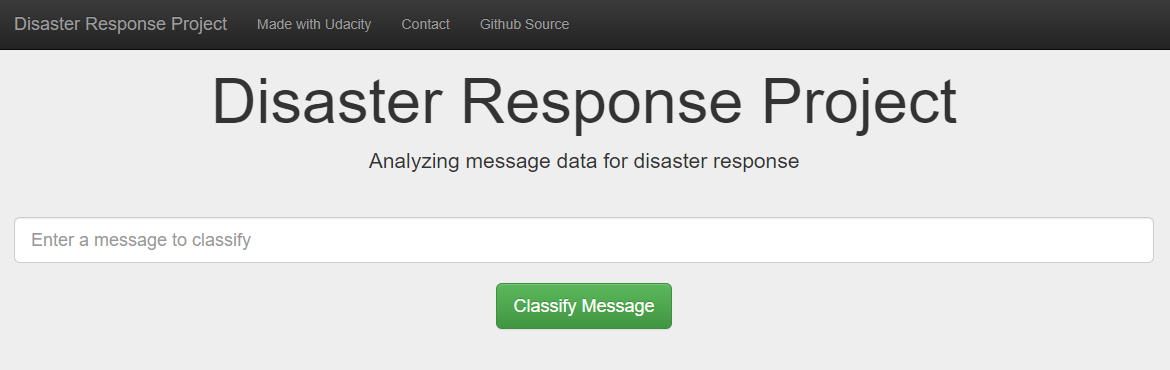 Disaster Response Project Made with Udacity Contact Github Source
Disaster Response Project
Analyzing message data for disaster response
Enter a message to classify
Classify Message